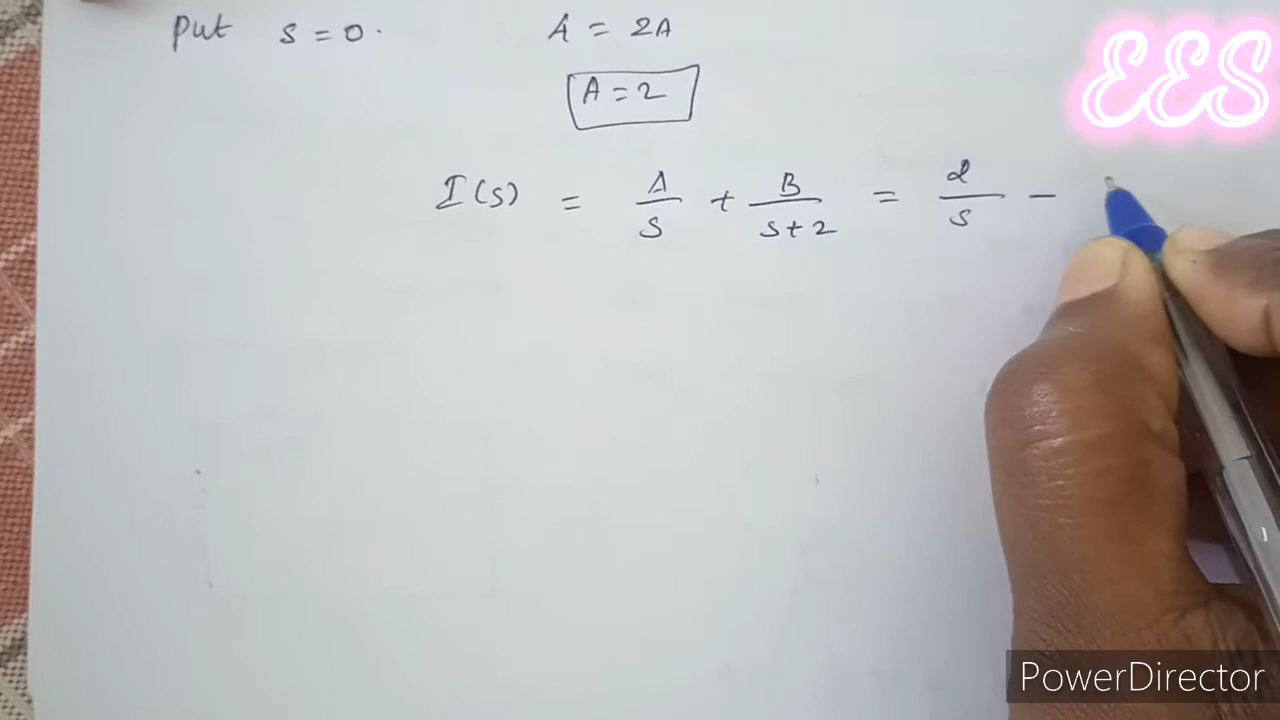 Put s = 0. A = 2A
A = 2
EES
I(s) = A/s + B/s+2 = 2/s -
PowerDirector